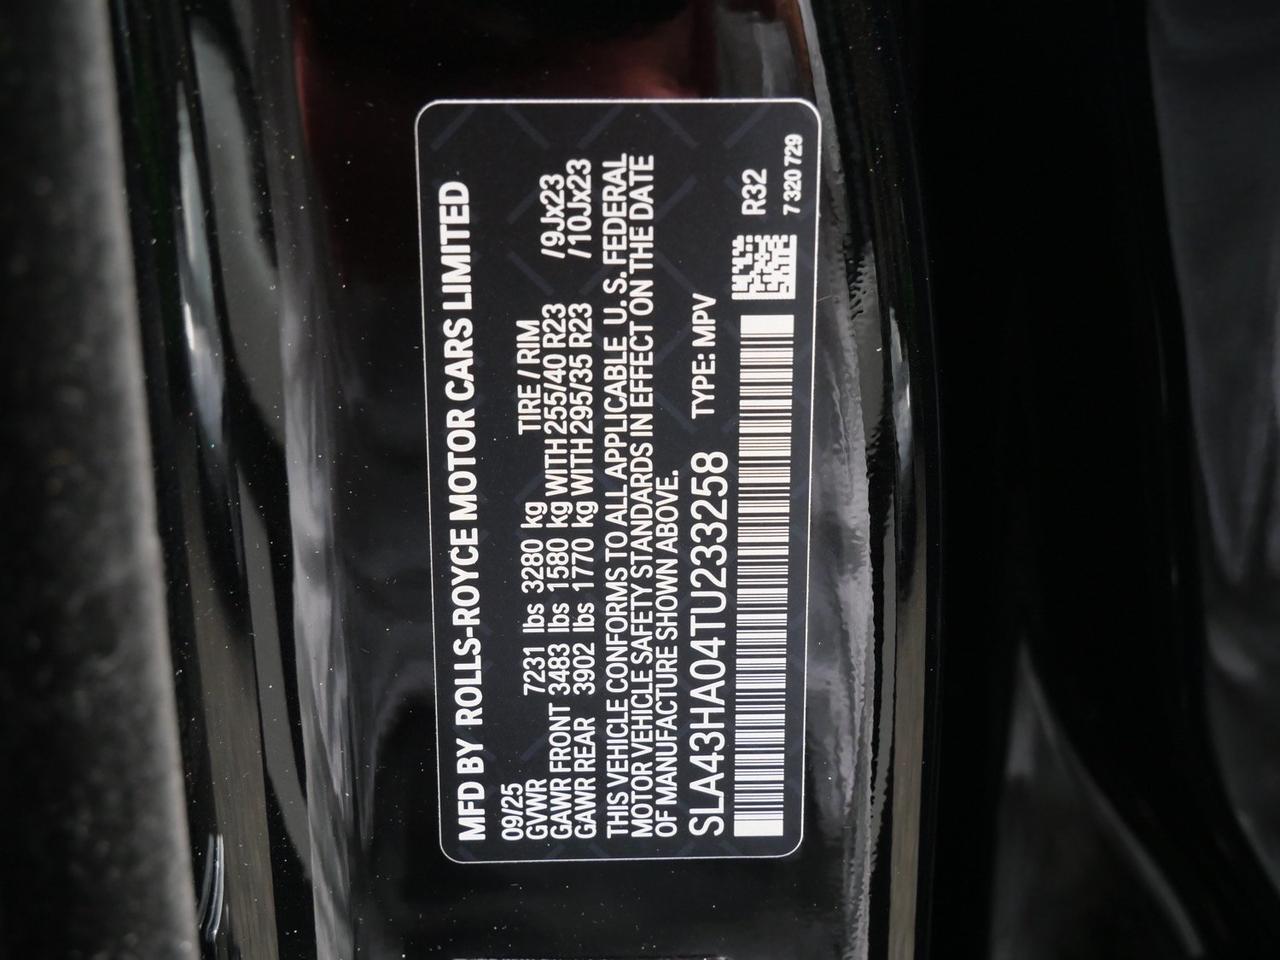 MFD BY ROLLS-ROYCE MOTOR CARS LIMITED
09/25
GVWR 7231 lbs 3280 kg TIRE / RIM
GAWR FRONT 3483 lbs 1580 kg WITH 255/40 R23 /9Jx23
GAWR REAR 3902 lbs 1770 kg WITH 295/35 R23 /10Jx23
THIS VEHICLE CONFORMS TO ALL APPLICABLE U.S. FEDERAL
MOTOR VEHICLE SAFETY STANDARDS IN EFFECT ON THE DATE
OF MANUFACTURE SHOWN ABOVE.
SLA43HA04TU233258 TYPE: MPV
R32
7 320 729